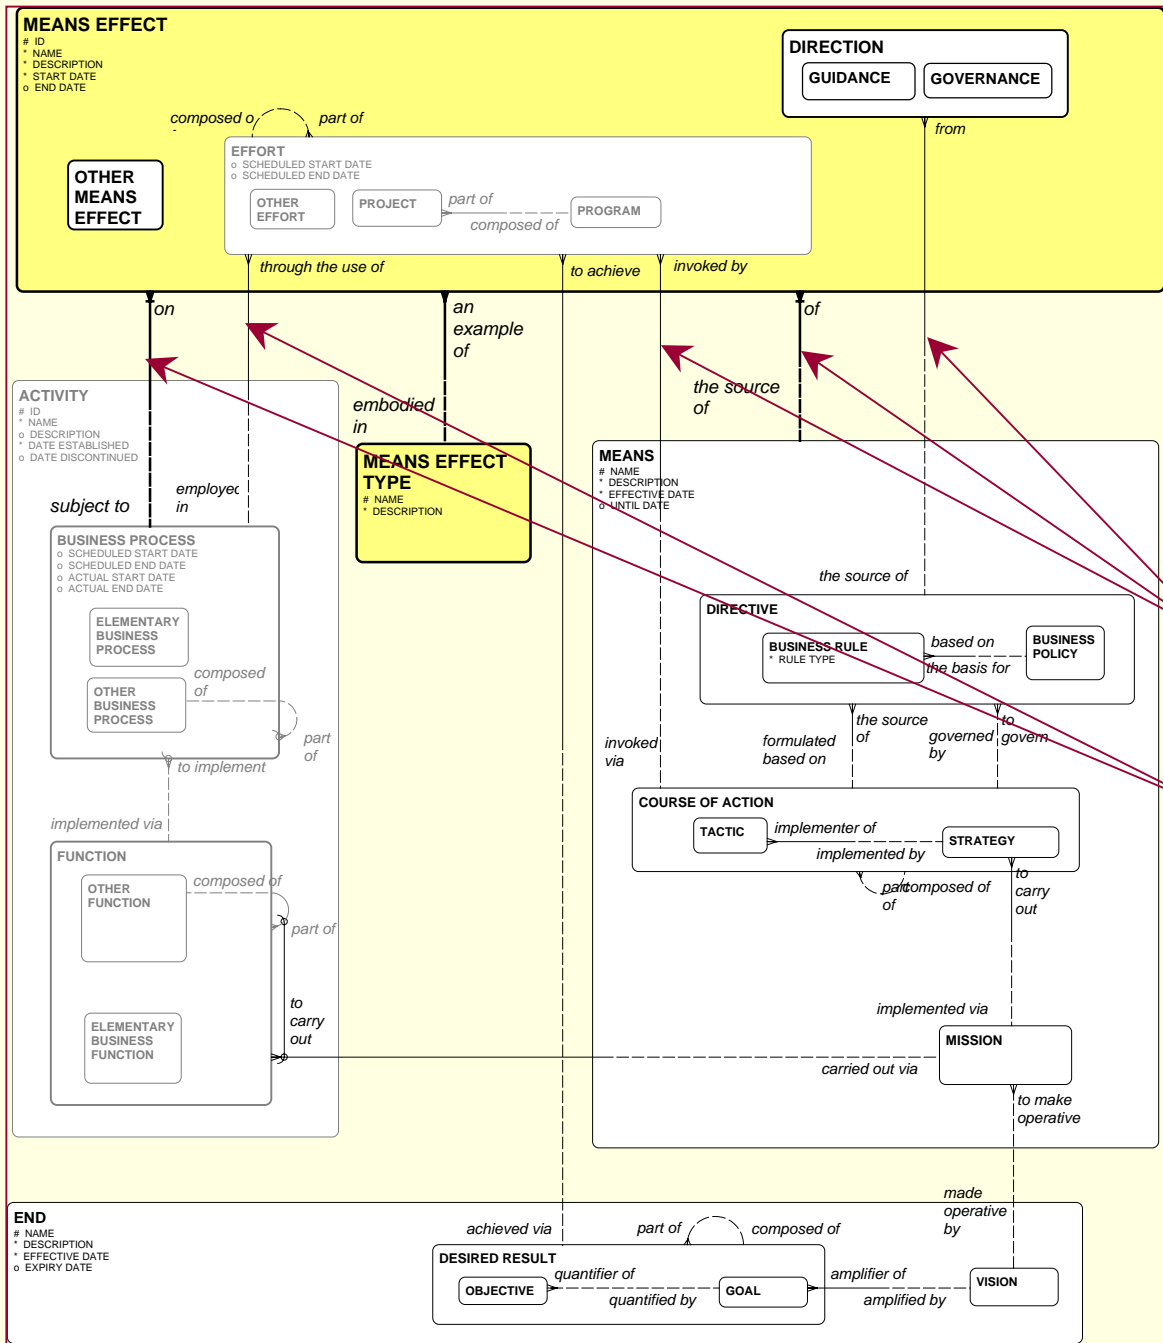 MEANS EFFECT
# ID
* NAME
* DESCRIPTION
* START DATE
o END DATE
DIRECTION
GUIDANCE
GOVERNANCE
composed o
part of
from
EFFORT
o SCHEDULED START DATE
o SCHEDULED END DATE
OTHER
MEANS
EFFECT
OTHER
EFFORT
PROJECT
part of
composed of
PROGRAM
through the use of
to achieve
invoked by
on
an
example
of
of
ACTIVITY
# ID
* NAME
o DESCRIPTION
* DATE ESTABLISHED
o DATE DISCONTINUED
the source
of
embodied
in
MEANS EFFECT
TYPE
# NAME
* DESCRIPTION
MEANS
# NAME
* DESCRIPTION
* EFFECTIVE DATE
o UNTIL DATE
employed
in
subject to
BUSINESS PROCESS
o SCHEDULED START DATE
o SCHEDULED END DATE
o ACTUAL START DATE
o ACTUAL END DATE
the source of
ELEMENTARY
BUSINESS
PROCESS
DIRECTIVE
BUSINESS RULE
* RULE TYPE
based on
the basis for
BUSINESS
POLICY
OTHER
BUSINESS
PROCESS
composed
of
part
of
to implement
invoked
via
formulated
based on
the source
of
governed
by
to
govern
implemented via
COURSE OF ACTION
TACTIC
implementer of
implemented by
STRATEGY
FUNCTION
OTHER
FUNCTION
composed of
part of
part
of
composed of
to
carry
out
to
carry
out
ELEMENTARY
BUSINESS
FUNCTION
implemented via
MISSION
carried out via
to make
operative
made
operative
by
END
# NAME
* DESCRIPTION
* EFFECTIVE DATE
o EXPIRY DATE
achieved via
part of
composed of
DESIRED RESULT
OBJECTIVE
quantifier of
quantified by
GOAL
amplifier of
amplified by
VISION